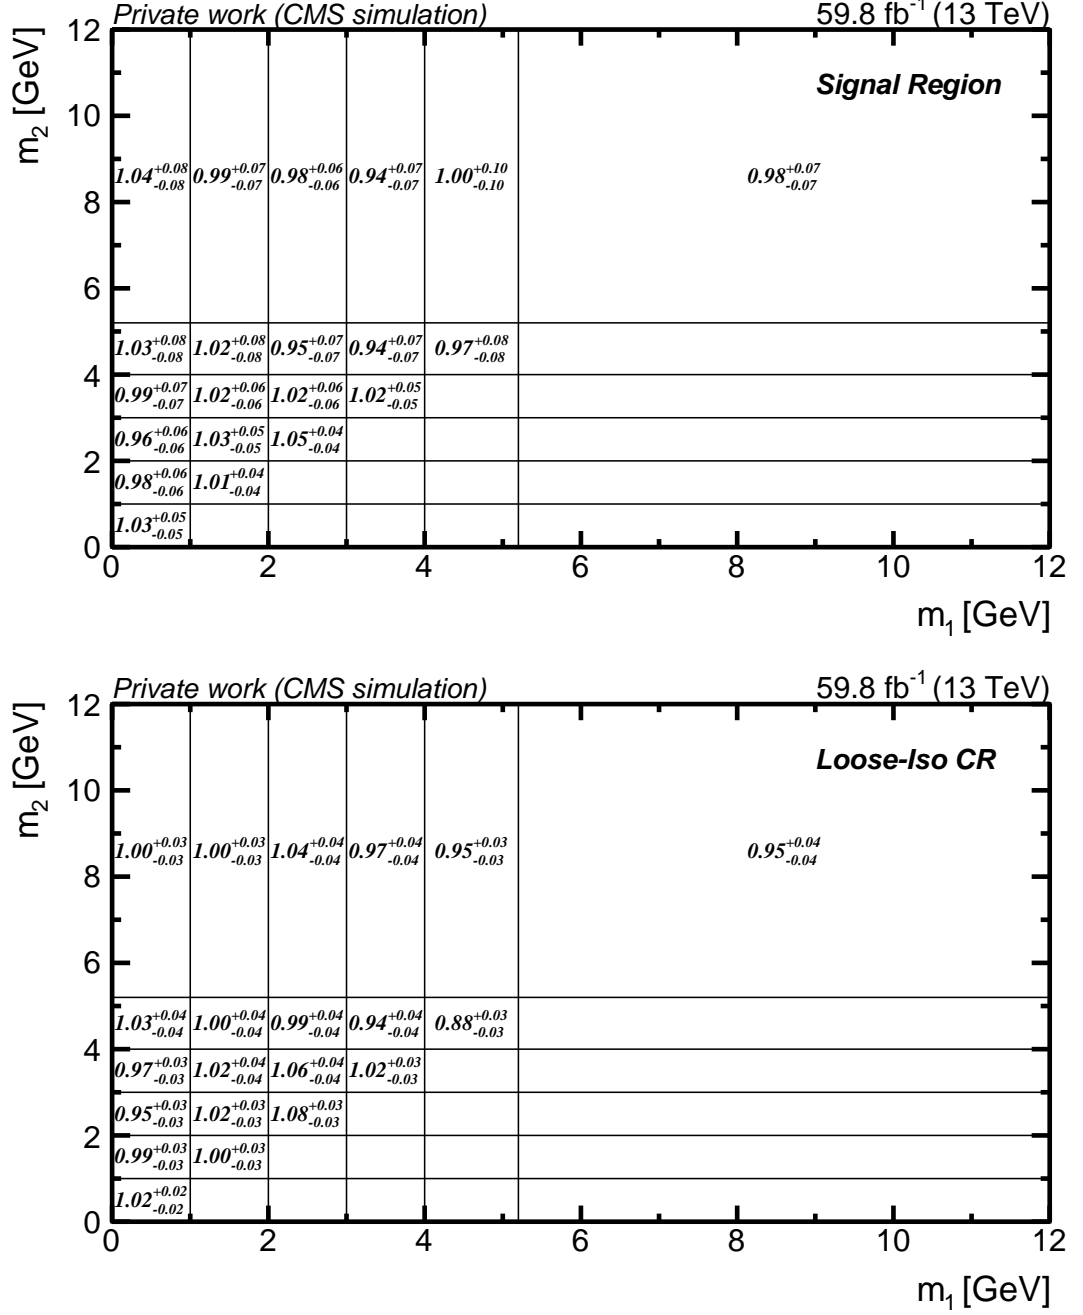 Private work (CMS simulation) 59.8 fb⁻¹ (13 TeV)
Signal Region
m₂ [GeV]
12
10
8
6
4
2
0
1.04 +0.08 -0.08 0.99 +0.07 -0.07 0.98 +0.06 -0.06 0.94 +0.07 -0.07 1.00 +0.10 -0.10 0.98 +0.07 -0.07
1.03 +0.08 -0.08 1.02 +0.08 -0.08 0.95 +0.07 -0.07 0.94 +0.07 -0.07 0.97 +0.08 -0.08
0.99 +0.07 -0.07 1.02 +0.06 -0.06 1.02 +0.06 -0.06 1.02 +0.05 -0.05
0.96 +0.06 -0.06 1.03 +0.05 -0.05 1.05 +0.04 -0.04
0.98 +0.06 -0.06 1.01 +0.04 -0.04
1.03 +0.05 -0.05
0 2 4 6 8 10 12
m₁ [GeV]
Private work (CMS simulation) 59.8 fb⁻¹ (13 TeV)
Loose-Iso CR
m₂ [GeV]
12
10
8
6
4
2
0
1.00 +0.03 -0.03 1.00 +0.03 -0.03 1.04 +0.04 -0.04 0.97 +0.04 -0.04 0.95 +0.03 -0.03 0.95 +0.04 -0.04
1.03 +0.04 -0.04 1.00 +0.04 -0.04 0.99 +0.04 -0.04 0.94 +0.04 -0.04 0.88 +0.03 -0.03
0.97 +0.03 -0.03 1.02 +0.04 -0.04 1.06 +0.04 -0.04 1.02 +0.03 -0.03
0.95 +0.03 -0.03 1.02 +0.03 -0.03 1.08 +0.03 -0.03
0.99 +0.03 -0.03 1.00 +0.03 -0.03
1.02 +0.02 -0.02
0 2 4 6 8 10 12
m₁ [GeV]